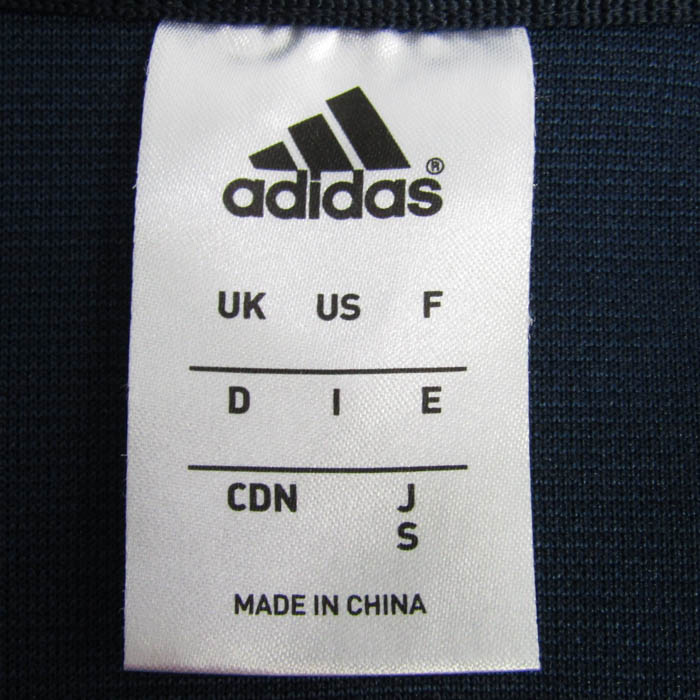 adidas®
UK US F
D I E
CDN J
S
MADE IN CHINA